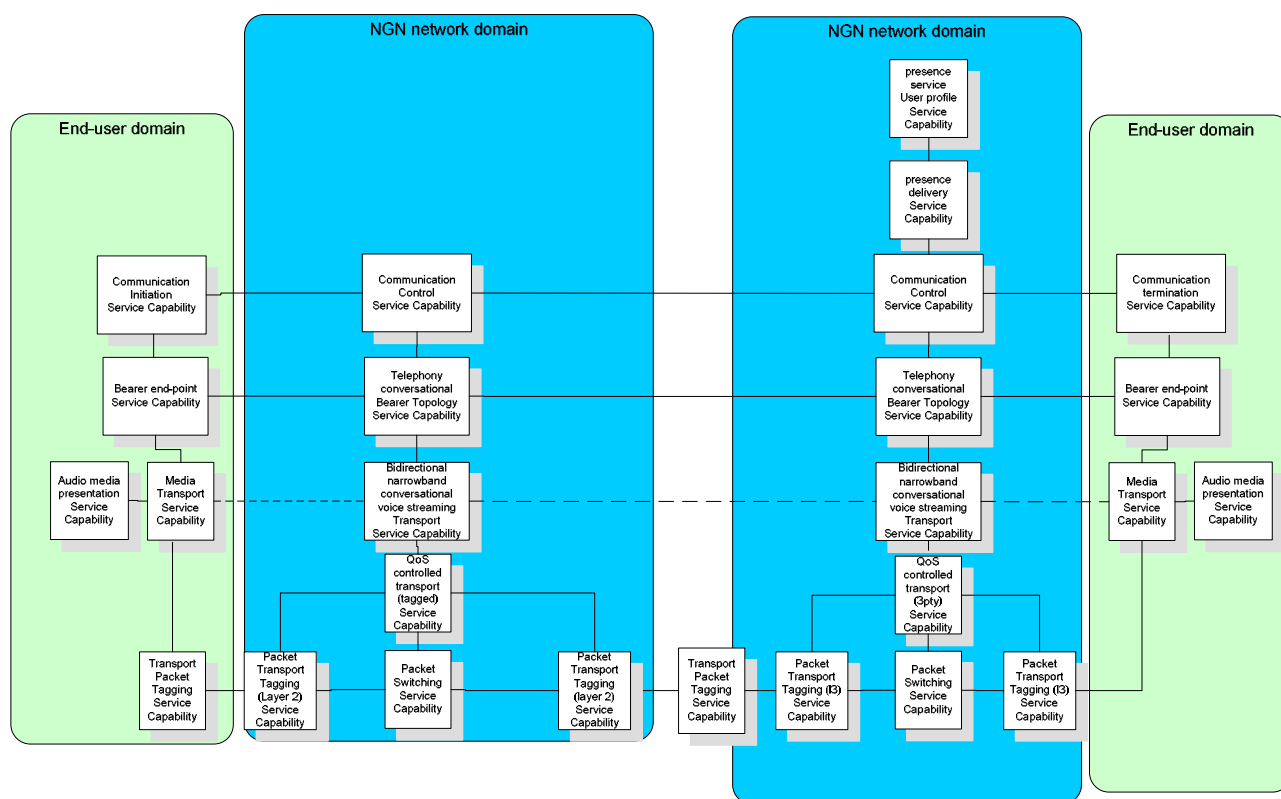 NGN network domain
NGN network domain
End-user domain
End-user domain
presence
service
User profile
Service
Capability
presence
delivery
Service
Capability
Communication
Initiation
Service Capability
Communication
Control
Service Capability
Communication
Control
Service Capability
Communication
termination
Service Capability
Bearer end-point
Service Capability
Telephony
conversational
Bearer Topology
Service Capability
Telephony
conversational
Bearer Topology
Service Capability
Bearer end-point
Service Capability
Audio media
presentation
Service
Capability
Media
Transport
Service
Capability
Bidirectional
narrowband
conversational
voice streaming
Transport
Service Capability
Bidirectional
narrowband
conversational
voice streaming
Transport
Service Capability
Media
Transport
Service
Capability
Audio media
presentation
Service
Capability
QoS
controlled
transport
(tagged)
Service
Capability
QoS
controlled
transport
(3pty)
Service
Capability
Transport
Packet
Tagging
Service
Capability
Packet
Transport
Tagging
(Layer 2)
Service
Capability
Packet
Switching
Service
Capability
Packet
Transport
Tagging
(layer 2)
Service
Capability
Transport
Packet
Tagging
Service
Capability
Packet
Transport
Tagging (l3)
Service
Capability
Packet
Switching
Service
Capability
Packet
Transport
Tagging (l3)
Service
Capability